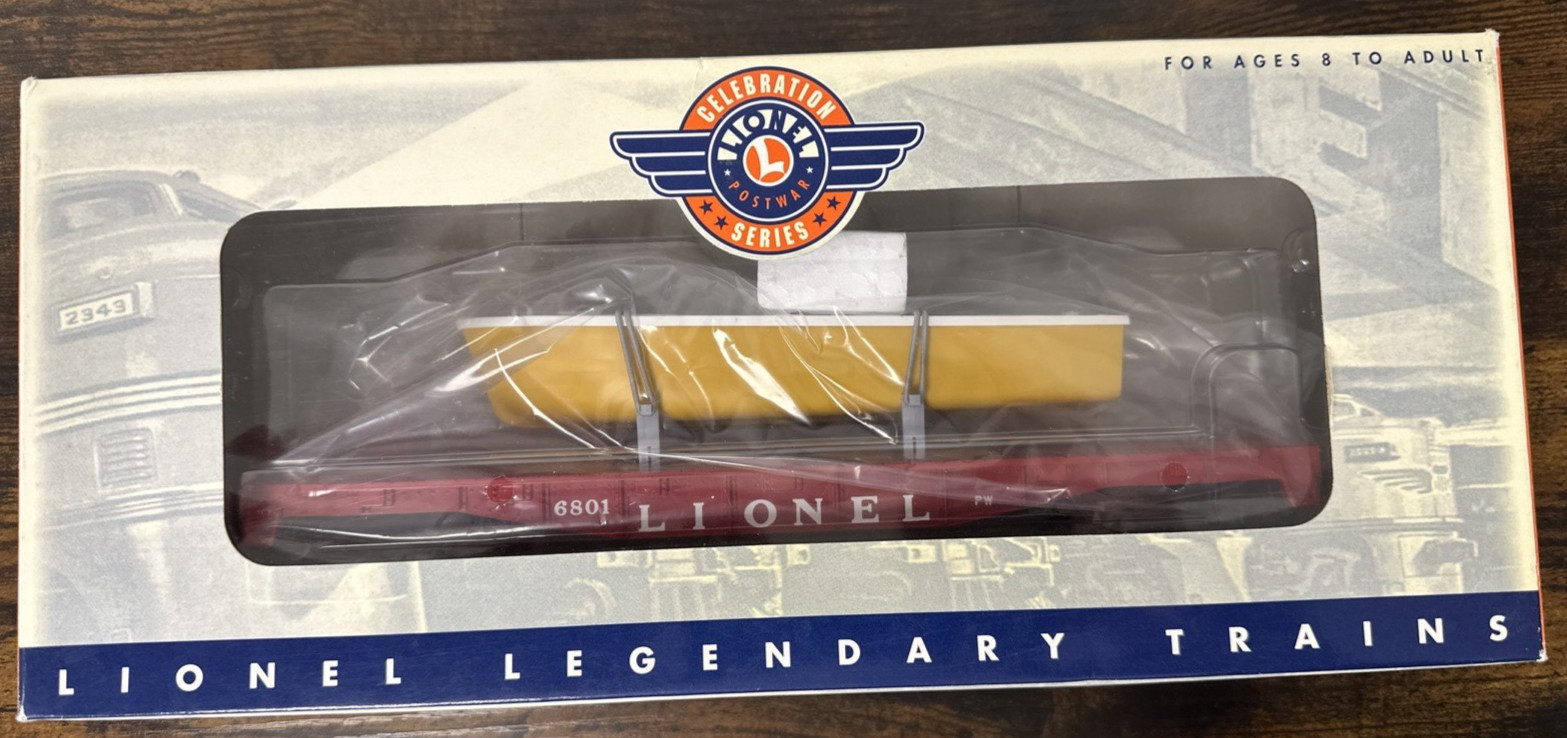 FOR AGES 8 TO ADULT
CELEBRATION
LIONEL
L
POSTWAR
SERIES
2343
6801 LIONEL PW
LIONEL LEGENDARY TRAINS